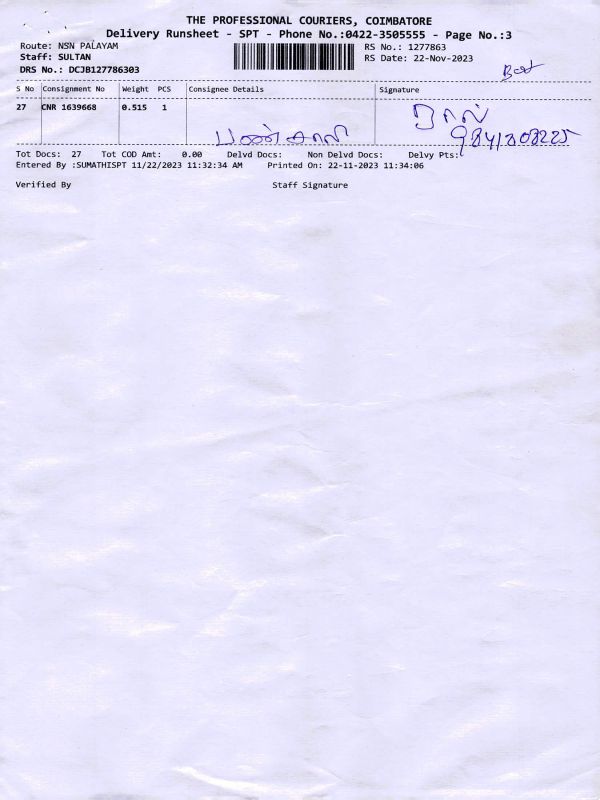 THE PROFESSIONAL COURIERS, COIMBATORE
Delivery Runsheet - SPT - Phone No.:0422-3505555 - Page No.:3
Route: NSN PALAYAM
RS No.: 1277863
Staff: SULTAN
RS Date: 22-Nov-2023
DRS No.: DCJB127786303
S No Consignment No Weight PCS Consignee Details Signature
27 CNR 1639668 0.515 1
Tot Docs: 27 Tot COD Amt: 0.00 Delvd Docs: Non Delvd Docs: Delvy Pts:
Entered By :SUMATHISPT 11/22/2023 11:32:34 AM Printed On: 22-11-2023 11:34:06
Verified By Staff Signature